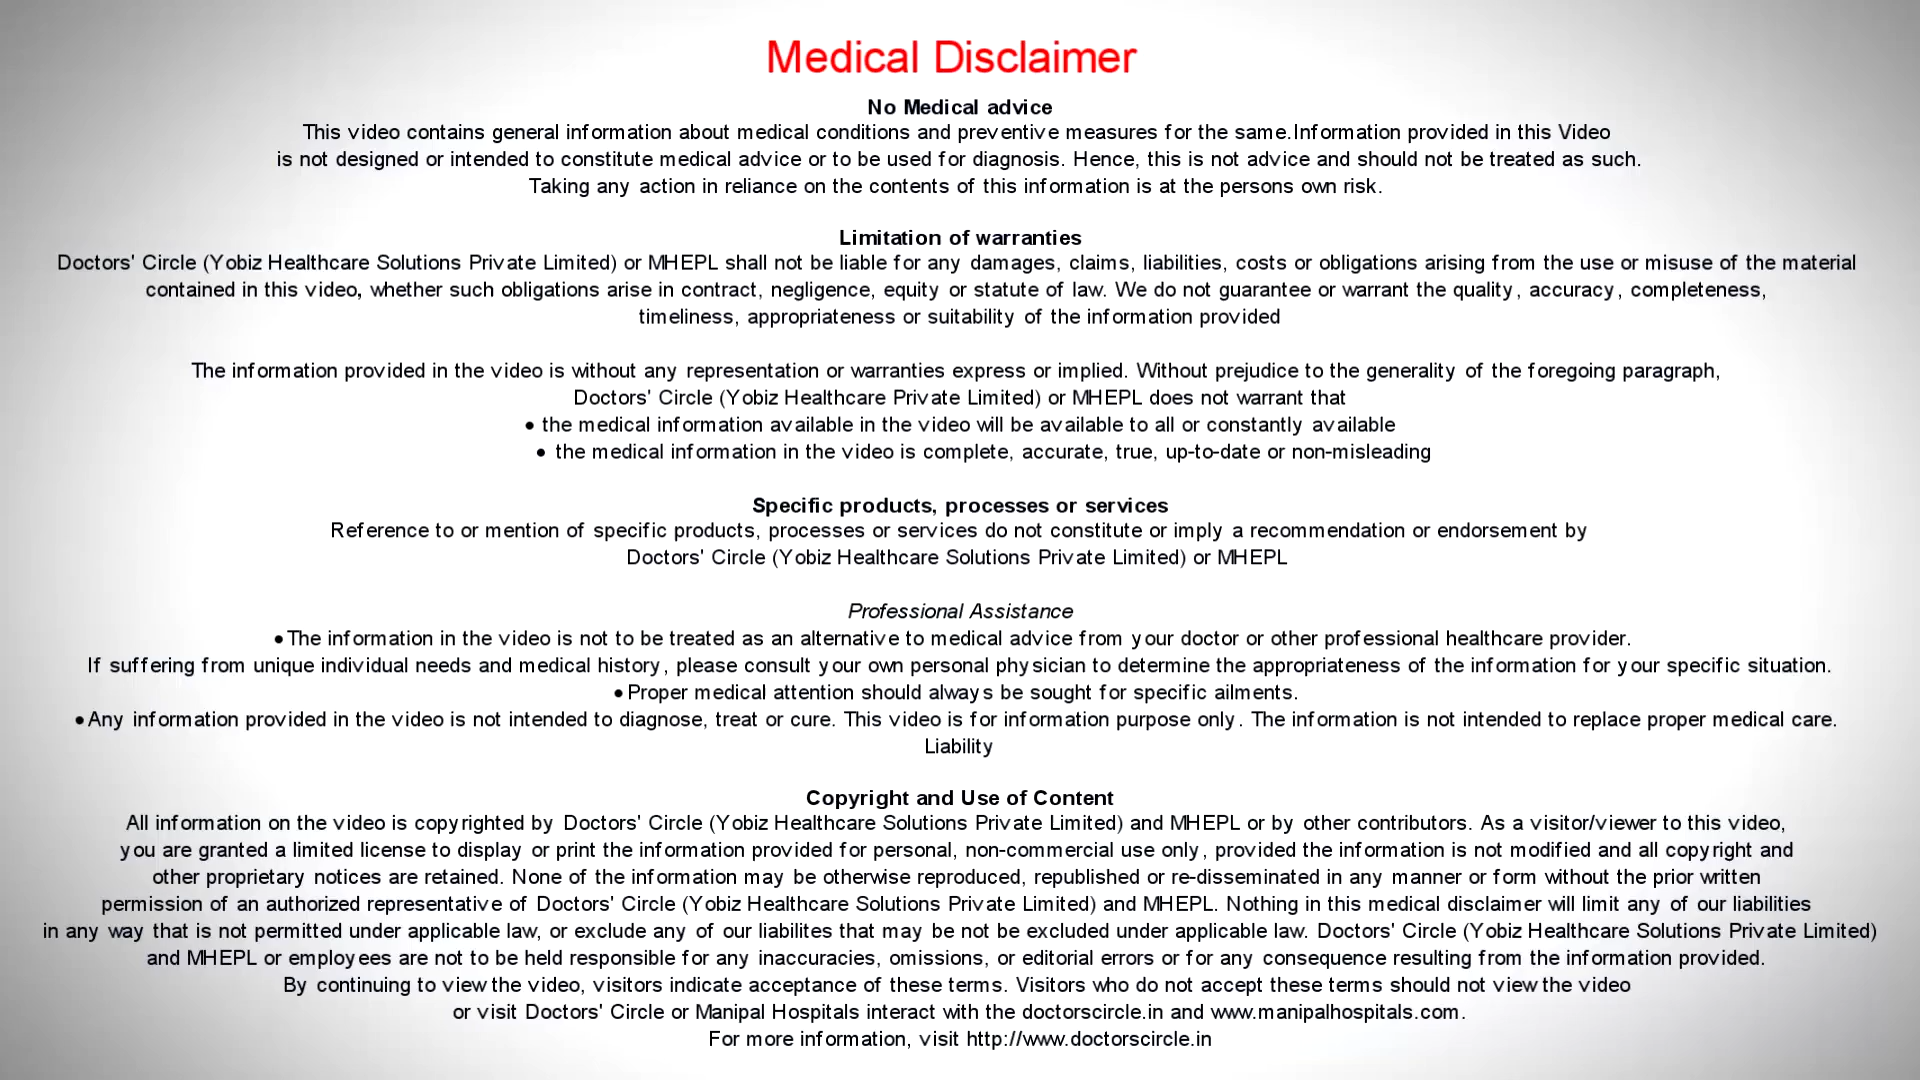 Medical Disclaimer
No Medical advice
This video contains general information about medical conditions and preventive measures for the same.Information provided in this Video
is not designed or intended to constitute medical advice or to be used for diagnosis. Hence, this is not advice and should not be treated as such.
Taking any action in reliance on the contents of this information is at the persons own risk.
Limitation of warranties
Doctors' Circle (Yobiz Healthcare Solutions Private Limited) or MHEPL shall not be liable for any damages, claims, liabilities, costs or obligations arising from the use or misuse of the material
contained in this video, whether such obligations arise in contract, negligence, equity or statute of law. We do not guarantee or warrant the quality, accuracy, completeness,
timeliness, appropriateness or suitability of the information provided
The information provided in the video is without any representation or warranties express or implied. Without prejudice to the generality of the foregoing paragraph,
Doctors' Circle (Yobiz Healthcare Private Limited) or MHEPL does not warrant that
• the medical information available in the video will be available to all or constantly available
• the medical information in the video is complete, accurate, true, up-to-date or non-misleading
Specific products, processes or services
Reference to or mention of specific products, processes or services do not constitute or imply a recommendation or endorsement by
Doctors' Circle (Yobiz Healthcare Solutions Private Limited) or MHEPL
Professional Assistance
•The information in the video is not to be treated as an alternative to medical advice from your doctor or other professional healthcare provider.
If suffering from unique individual needs and medical history, please consult your own personal physician to determine the appropriateness of the information for your specific situation.
•Proper medical attention should always be sought for specific ailments.
•Any information provided in the video is not intended to diagnose, treat or cure. This video is for information purpose only. The information is not intended to replace proper medical care.
Liability
Copyright and Use of Content
All information on the video is copyrighted by Doctors' Circle (Yobiz Healthcare Solutions Private Limited) and MHEPL or by other contributors. As a visitor/viewer to this video,
you are granted a limited license to display or print the information provided for personal, non-commercial use only, provided the information is not modified and all copyright and
other proprietary notices are retained. None of the information may be otherwise reproduced, republished or re-disseminated in any manner or form without the prior written
permission of an authorized representative of Doctors' Circle (Yobiz Healthcare Solutions Private Limited) and MHEPL. Nothing in this medical disclaimer will limit any of our liabilities
in any way that is not permitted under applicable law, or exclude any of our liabilites that may be not be excluded under applicable law. Doctors' Circle (Yobiz Healthcare Solutions Private Limited)
and MHEPL or employees are not to be held responsible for any inaccuracies, omissions, or editorial errors or for any consequence resulting from the information provided.
By continuing to view the video, visitors indicate acceptance of these terms. Visitors who do not accept these terms should not view the video
or visit Doctors' Circle or Manipal Hospitals interact with the doctorscircle.in and www.manipalhospitals.com.
For more information, visit http://www.doctorscircle.in